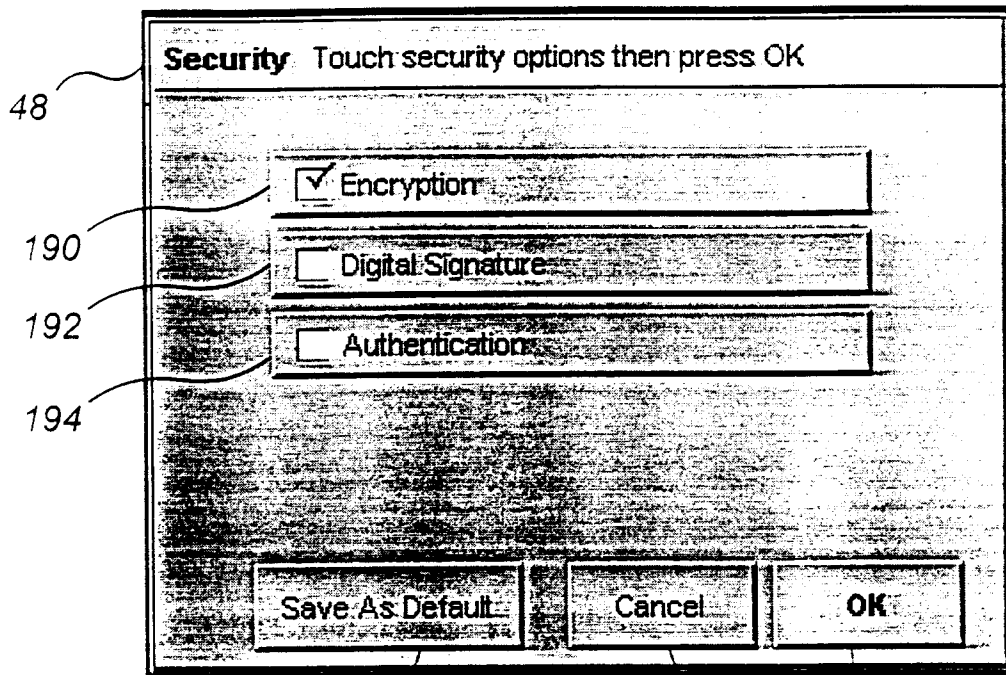 Security Touch security options then press OK
48
Encryption
190
Digital Signature
192
Authentication
194
Save As Default
Cancel
OK